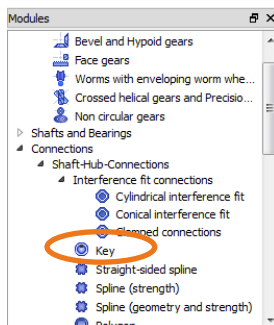 Modules
Bevel and Hypoid gears
Face gears
Worms with enveloping worm whe...
Crossed helical gears and Precisio...
Non circular gears
Shafts and Bearings
Connections
Shaft-Hub-Connections
Interference fit connections
Cylindrical interference fit
Conical interference fit
Clamped connections
Key
Straight-sided spline
Spline (strength)
Spline (geometry and strength)
Polygon